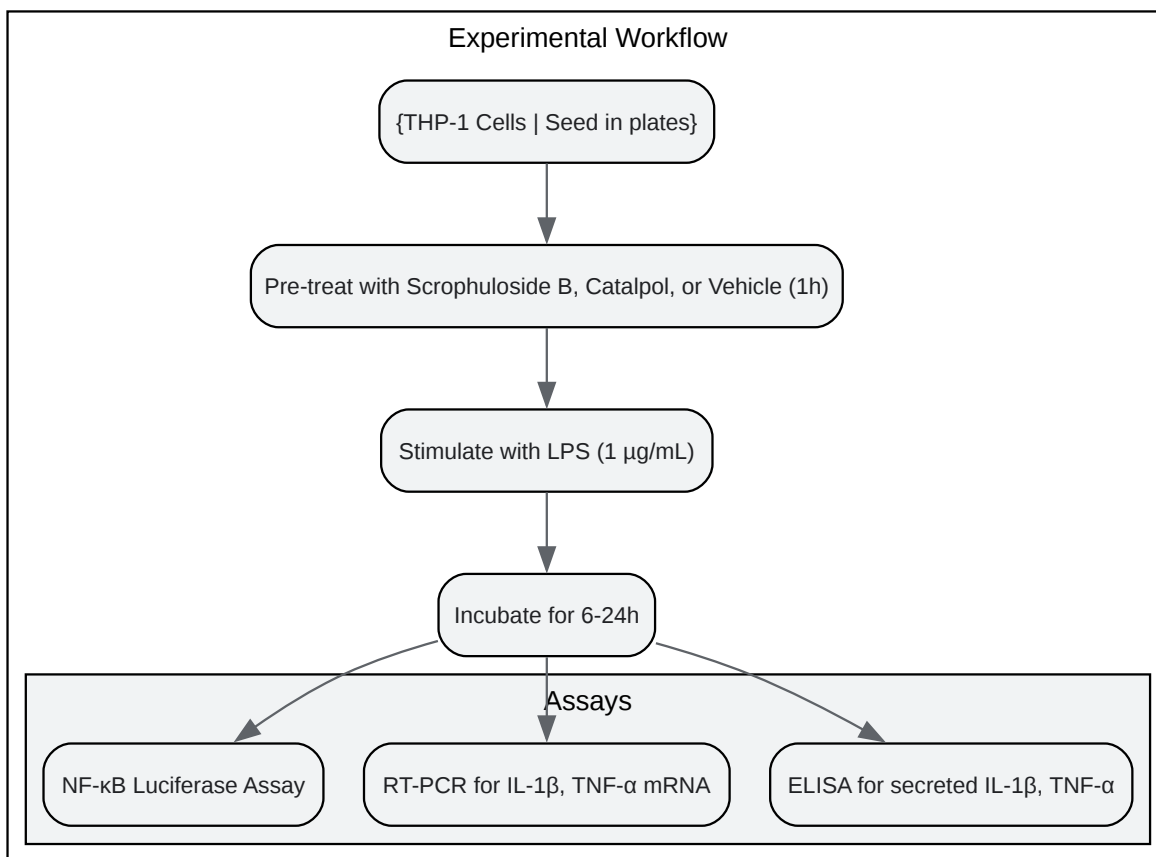 Experimental Workflow
{THP-1 Cells | Seed in plates}
Pre-treat with Scrophuloside B, Catalpol, or Vehicle (1h)
Stimulate with LPS (1 µg/mL)
Incubate for 6-24h
Assays
NF-κB Luciferase Assay
RT-PCR for IL-1β, TNF-α mRNA
ELISA for secreted IL-1β, TNF-α